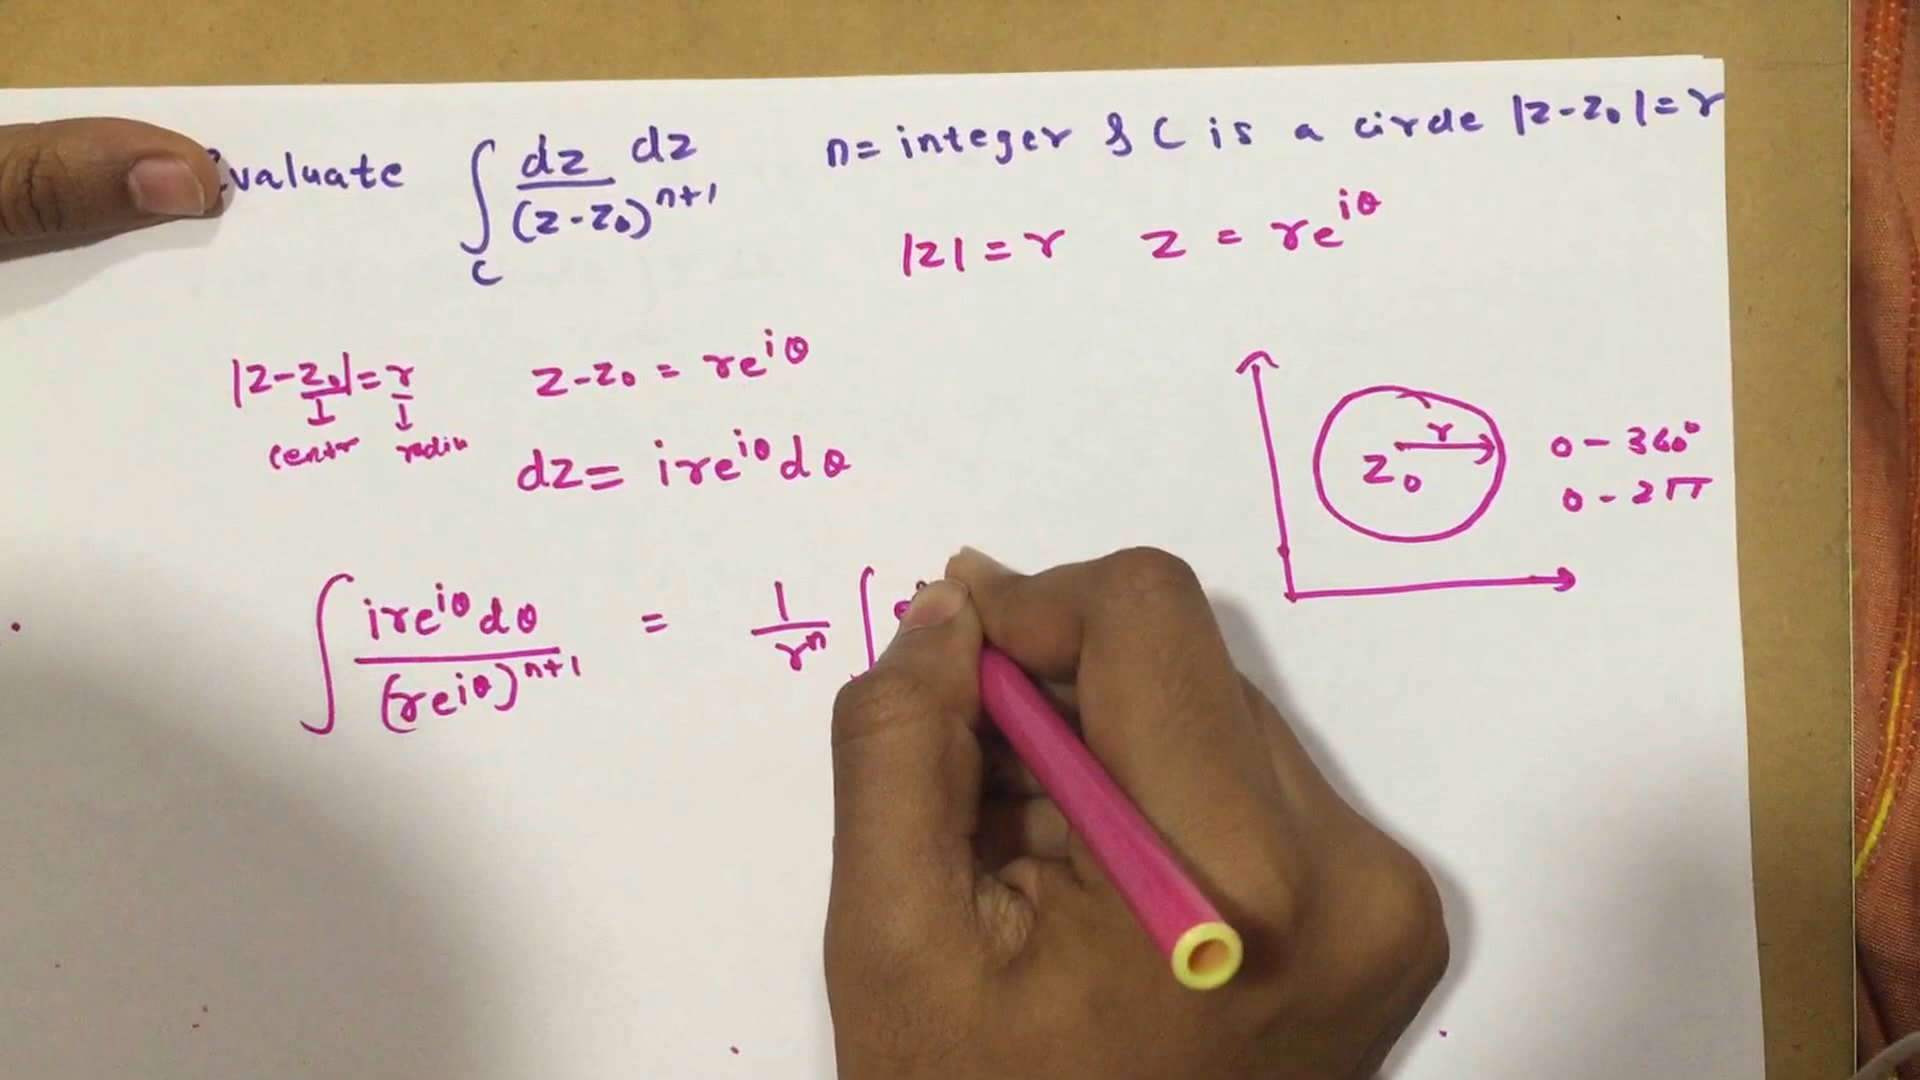 Evaluate ∫_C dz dz / (z-z₀)^{n+1} n= integer & C is a circle |z-z₀|=r
|z|=r z = re^{iθ}
|z-z₀|=r z-z₀ = re^{iθ}
center radiu
dz= ire^{iθ}dθ
r
z₀
0-360°
0-2π
∫ ire^{iθ}dθ / (re^{iθ})^{n+1} = 1/r^n ∫